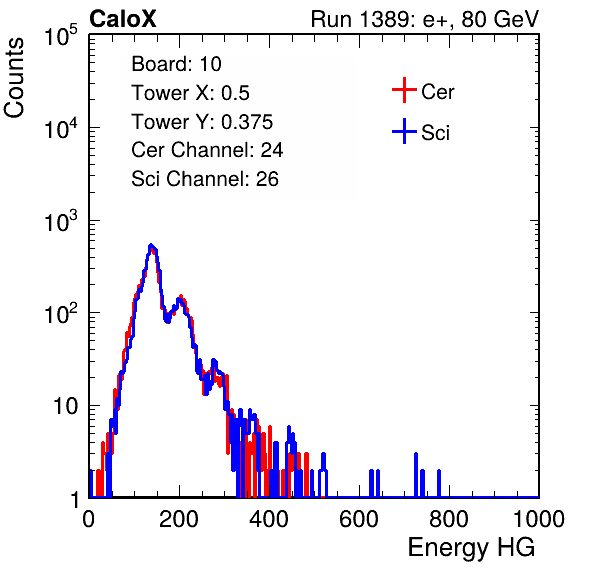 CaloX Run 1389: e+, 80 GeV
Counts
10^5
10^4
10^3
10^2
10
1
Board: 10
Tower X: 0.5
Tower Y: 0.375
Cer Channel: 24
Sci Channel: 26
Cer
Sci
0 200 400 600 800 1000
Energy HG